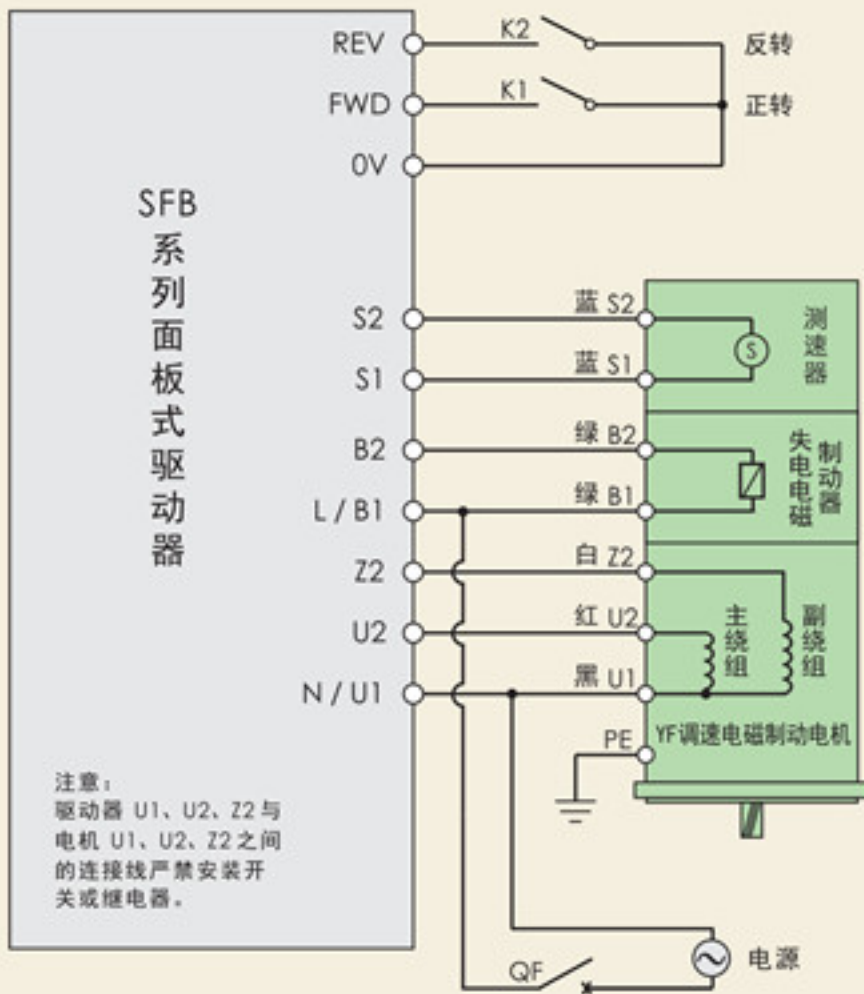 REV
K2
反转
FWD
K1
正转
0V
SFB
系列面板式驱动器
S2
蓝 S2
S
测速器
S1
蓝 S1
B2
绿 B2
失电电磁
制动器
L / B1
绿 B1
Z2
白 Z2
U2
红 U2
主绕组
副绕组
N / U1
黑 U1
YF调速电磁制动电机
PE
注意：
驱动器 U1、U2、Z2 与
电机 U1、U2、Z2 之间
的连接线严禁安装开
关或继电器。
QF
电源